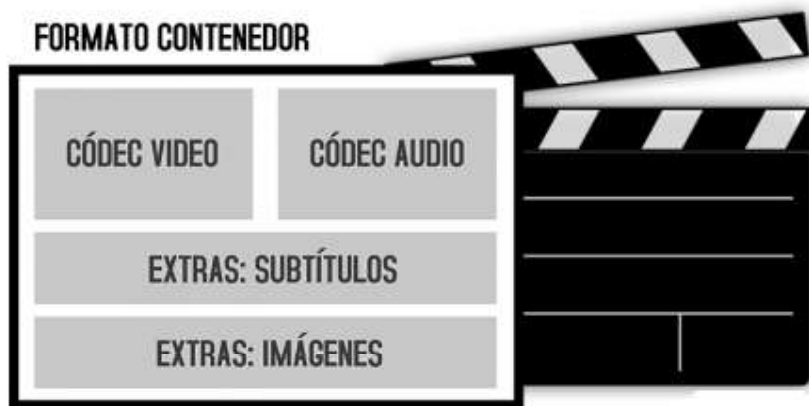 FORMATO CONTENEDOR
CÓDEC VIDEO
CÓDEC AUDIO
EXTRAS: SUBTÍTULOS
EXTRAS: IMÁGENES